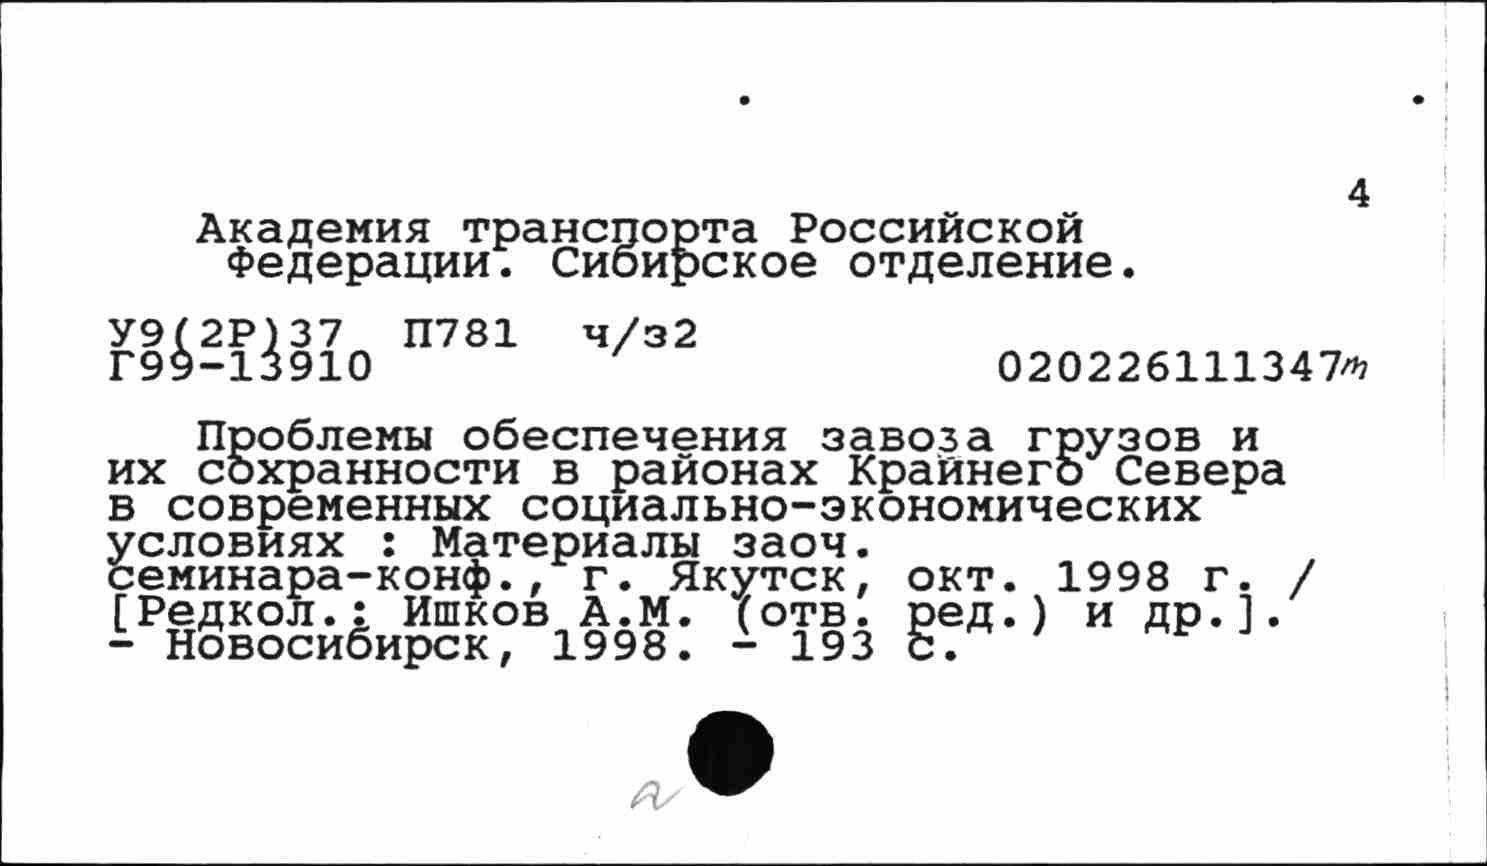 4
Академия транспорта Российской
Федерации. Сибирское отделение.
У9(2Р)37 П781 ч/з2
Г99-13910 020226111347m
Проблемы обеспечения завоза грузов и
их сохранности в районах Крайнего Севера
в современных социально-экономических
условиях : Материалы заоч.
семинара-конф., г. Якутск, окт. 1998 г. /
[Редкол.: Ишков А.М. (отв. ред.) и др.].
- Новосибирск, 1998. - 193 с.
a